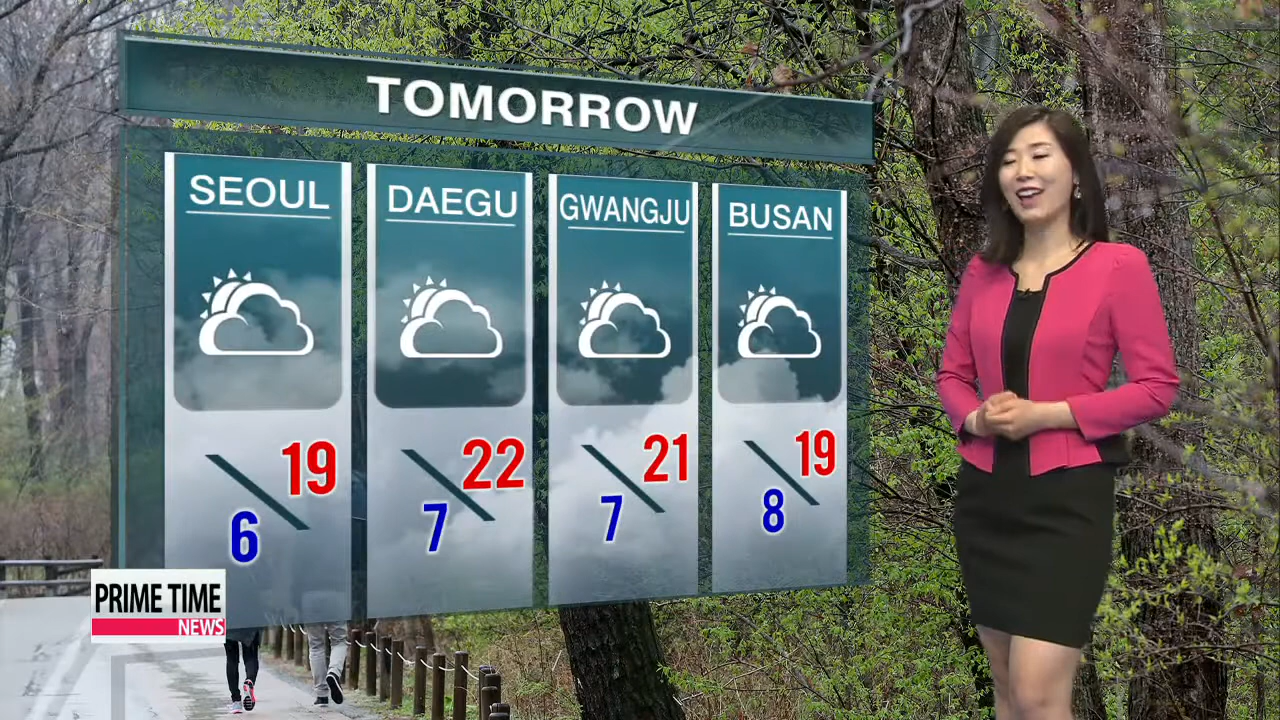 TOMORROW
SEOUL
6
19
DAEGU
7
22
GWANGJU
7
21
BUSAN
8
19
PRIME TIME
NEWS